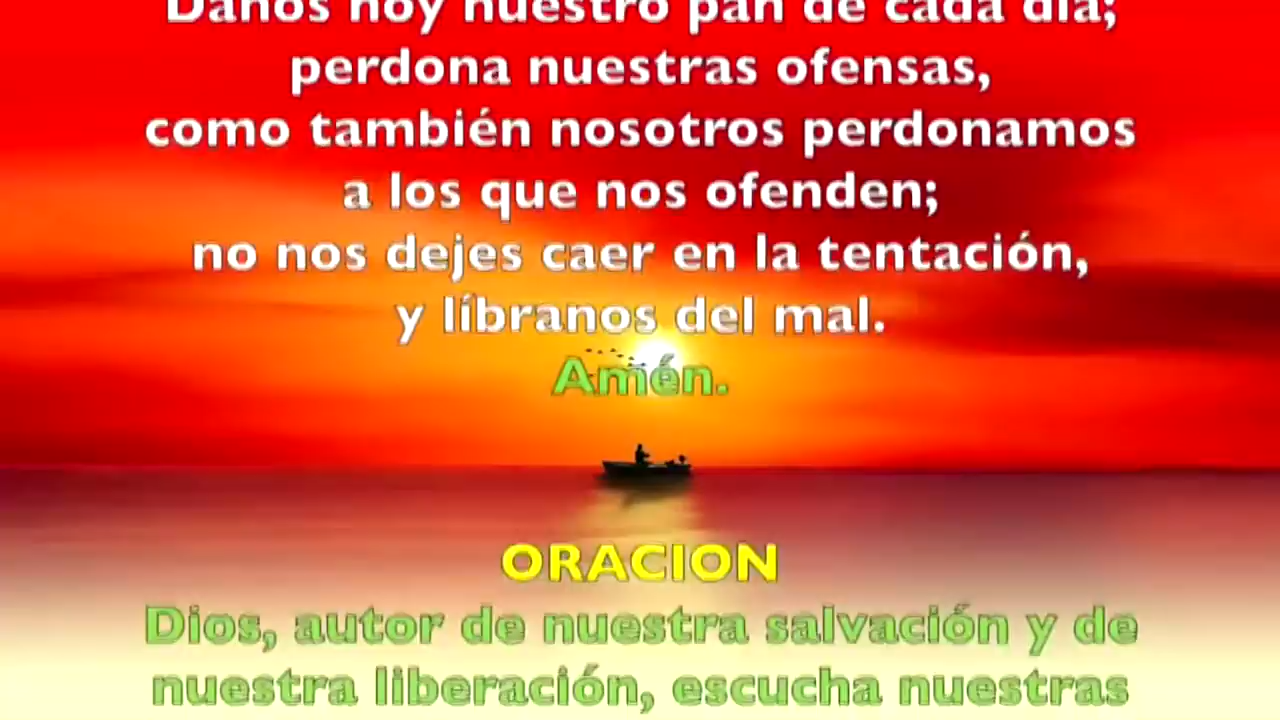 Danos hoy nuestro pan de cada día;
perdona nuestras ofensas,
como también nosotros perdonamos
a los que nos ofenden;
no nos dejes caer en la tentación,
y líbranos del mal.
Amén.
ORACION
Dios, autor de nuestra salvación y de
nuestra liberación, escucha nuestras